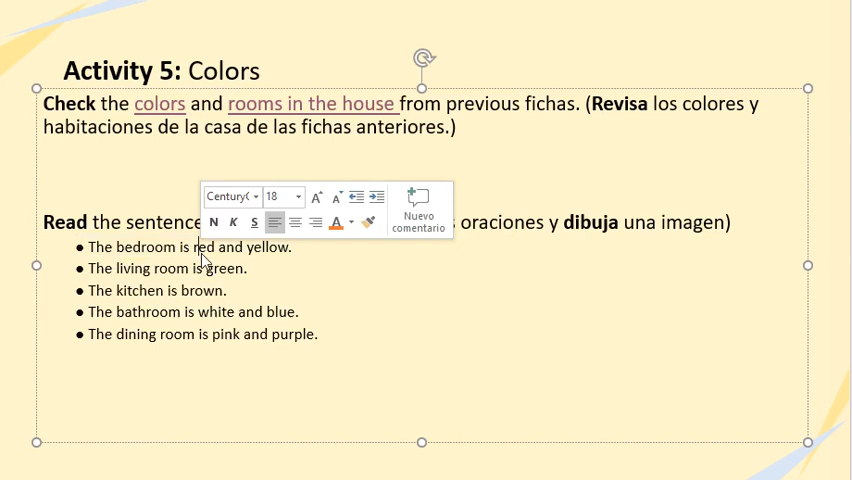 Activity 5: Colors
Check the colors and rooms in the house from previous fichas. (Revisa los colores y
habitaciones de la casa de las fichas anteriores.)
CenturyG 18
Nuevo
comentario
N K S A
Read the sentence oraciones y dibuja una imagen)
● The bedroom is red and yellow.
● The living room is green.
● The kitchen is brown.
● The bathroom is white and blue.
● The dining room is pink and purple.